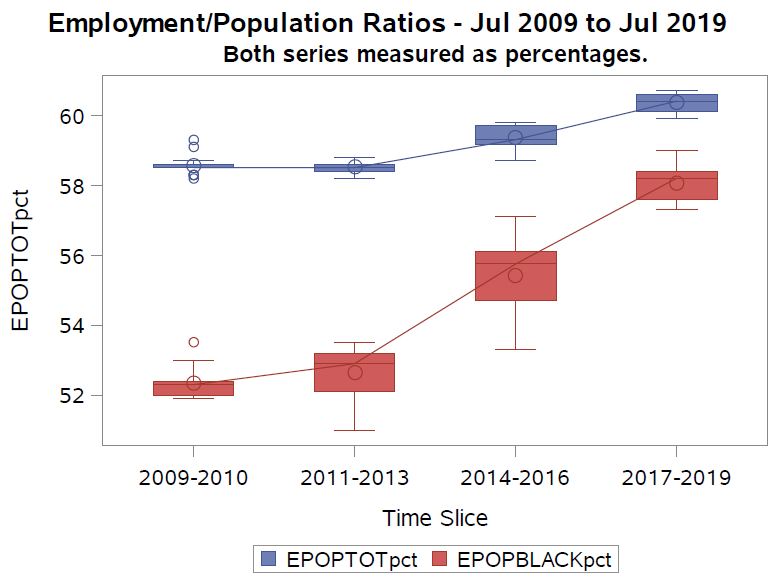 Employment/Population Ratios - Jul 2009 to Jul 2019
Both series measured as percentages.
60
58
56
54
52
EPOPTOTpct
2009-2010 2011-2013 2014-2016 2017-2019
Time Slice
EPOPTOTpct EPOPBLACKpct